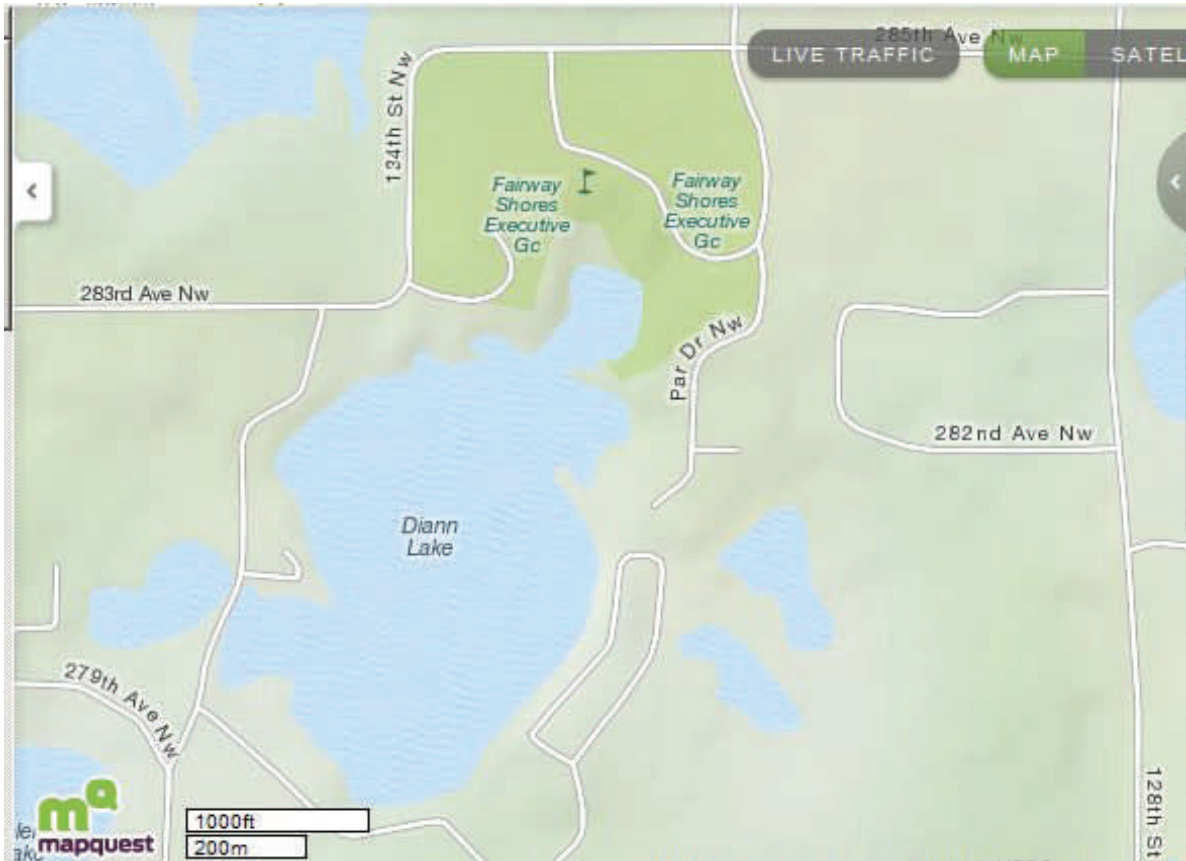 285th Ave Nw
LIVE TRAFFIC
MAP
SATEL
134th St Nw
Fairway
Shores
Executive
Gc
Fairway
Shores
Executive
Gc
283rd Ave Nw
Par Dr Nw
282nd Ave Nw
Diann
Lake
279th Ave Nw
128th St
1000ft
200m
mq
mapquest